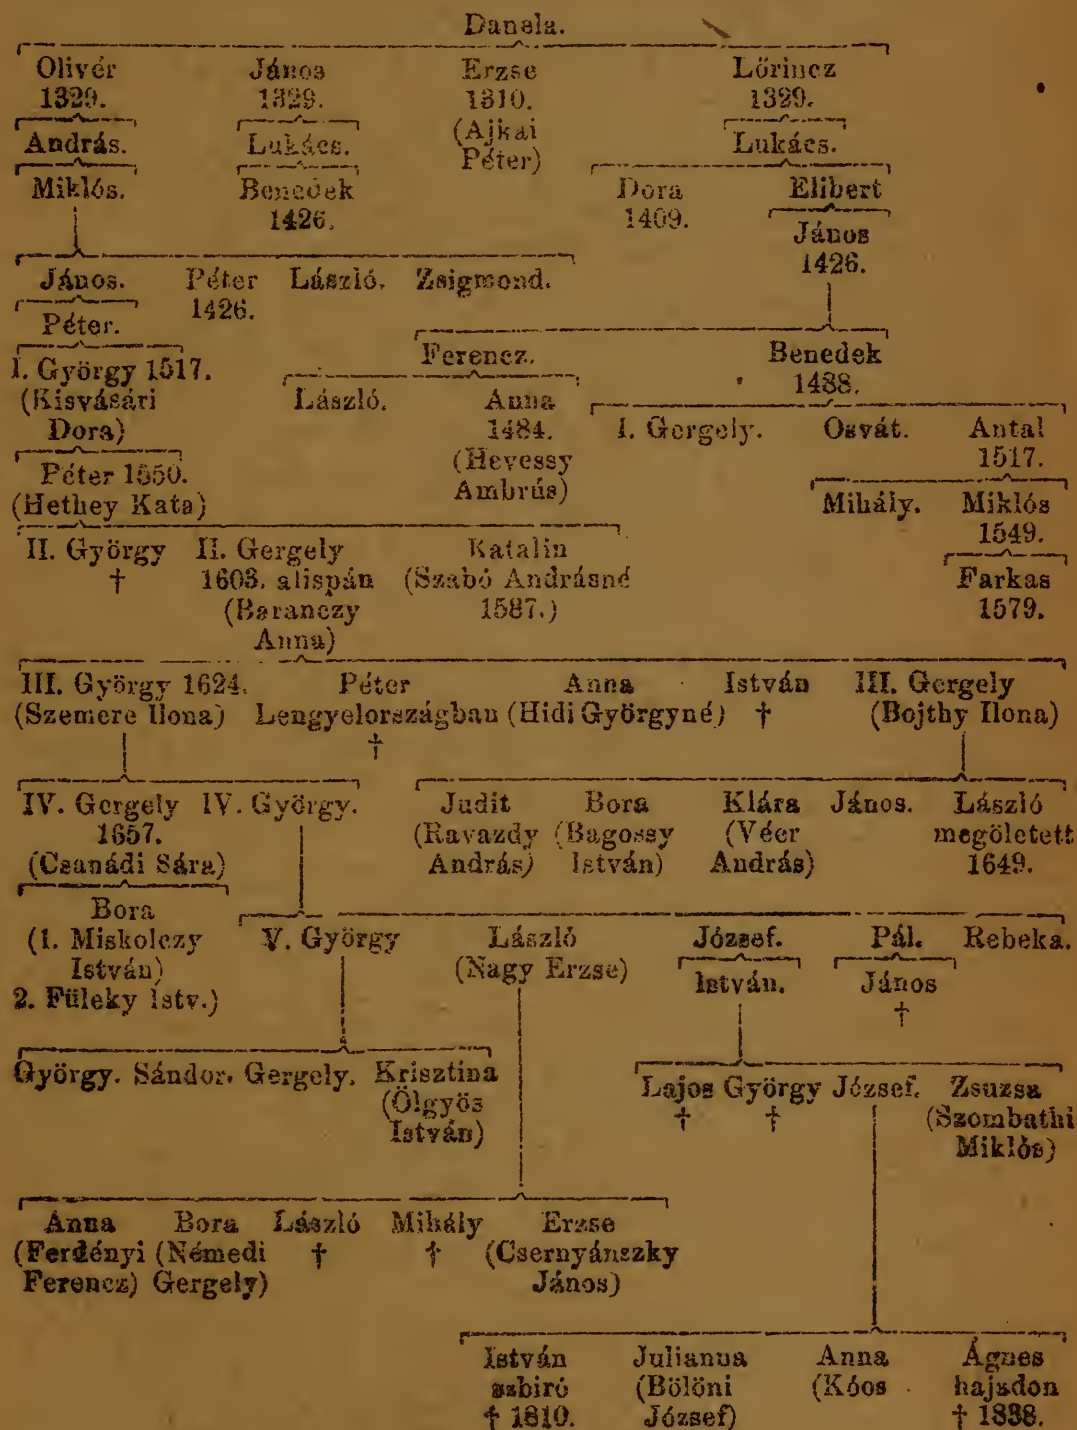 Danela.
Olivér János Erzse Lőrincz
1329. 1329. 1310. 1329.
(Ajkai
András. Lukács. Péter) Lukács.
Miklós. Benedek Dora Elibert
1426. 1409. János
1426.
János. Péter László. Zsigmond.
1426.
Péter.
Ferencz. Benedek
I. György 1517. 1488.
(Kisvásári László. Anna I. Gergely. Osvát. Antal
Dora) 1484. 1517.
Péter 1550. (Hevessy
(Hethey Kata) Ambrús) Mihály. Miklós
1549.
II. György II. Gergely Katalin
† 1603. alispán (Szabó Andrásné Farkas
(Baranczy 1587.) 1579.
Anna)
III. György 1624. Péter Anna István III. Gergely
(Szemere Ilona) Lengyelországban (Hidi Györgyné) † (Bojthy Ilona)
†
IV. Gergely IV. György. Judit Bora Klára János. László
1657. (Ravazdy (Bagossy (Véer megöletett
(Csanádi Sára) András) István) András) 1649.
Bora
(1. Miskolczy V. György László József. Pál. Rebeka.
István) (Nagy Erzse)
2. Füleky Istv.) István. János
†
György. Sándor. Gergely. Krisztina Lajos György József. Zsuzsa
(Ölgyös † † (Szombathi
István) Miklós)
Anna Bora László Mihály Erzse
(Ferdényi (Némedi † † (Csernyánszky
Ferencz) Gergely) János)
István Julianna Anna Ágnes
szbiró (Bölöni (Kóos hajadon
† 1810. József) † 1838.